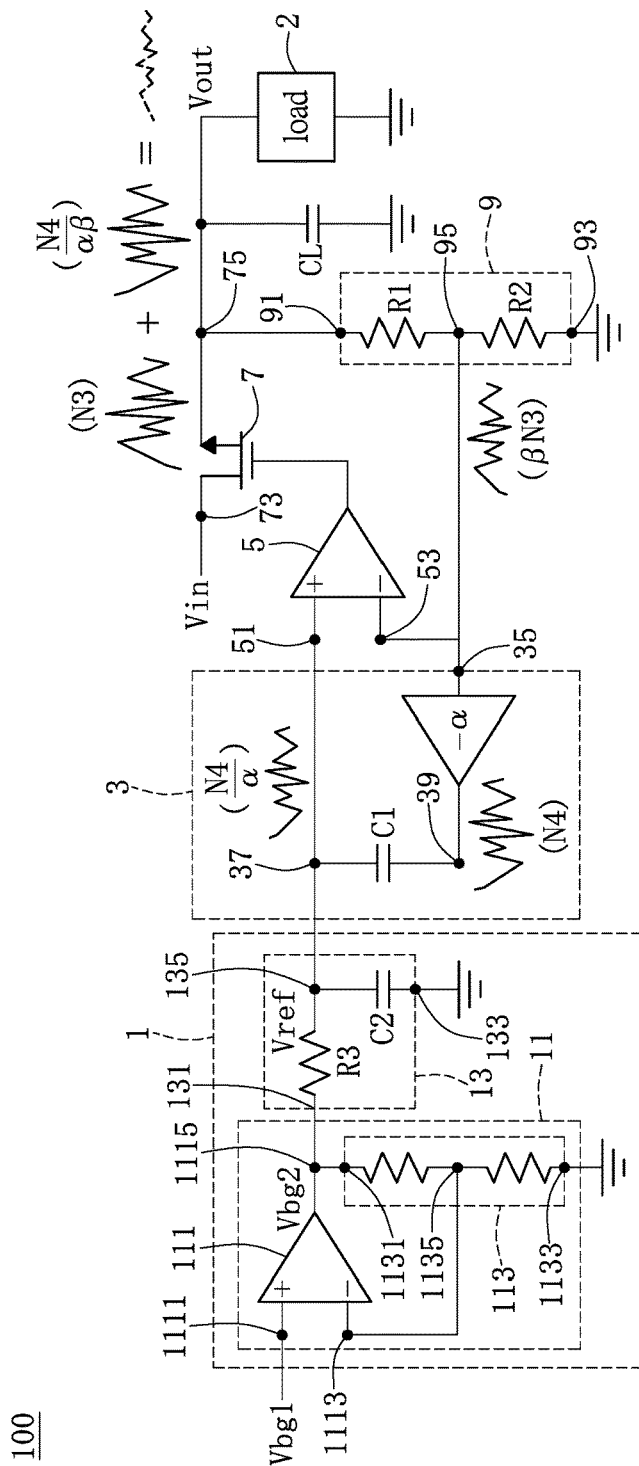 100
Vbg1
1111
1113
111
Vbg2
1115
1131
1135
1133
113
11
1
131
Vref
135
R3
C2
133
13
3
37
(N4/α)
C1
39
(N4)
-α
35
51
53
5
Vin
73
7
(N3) + (N4/αβ) =
75
Vout
2
load
CL
91
R1
95
R2
93
9
(βN3)
+
−
+
−